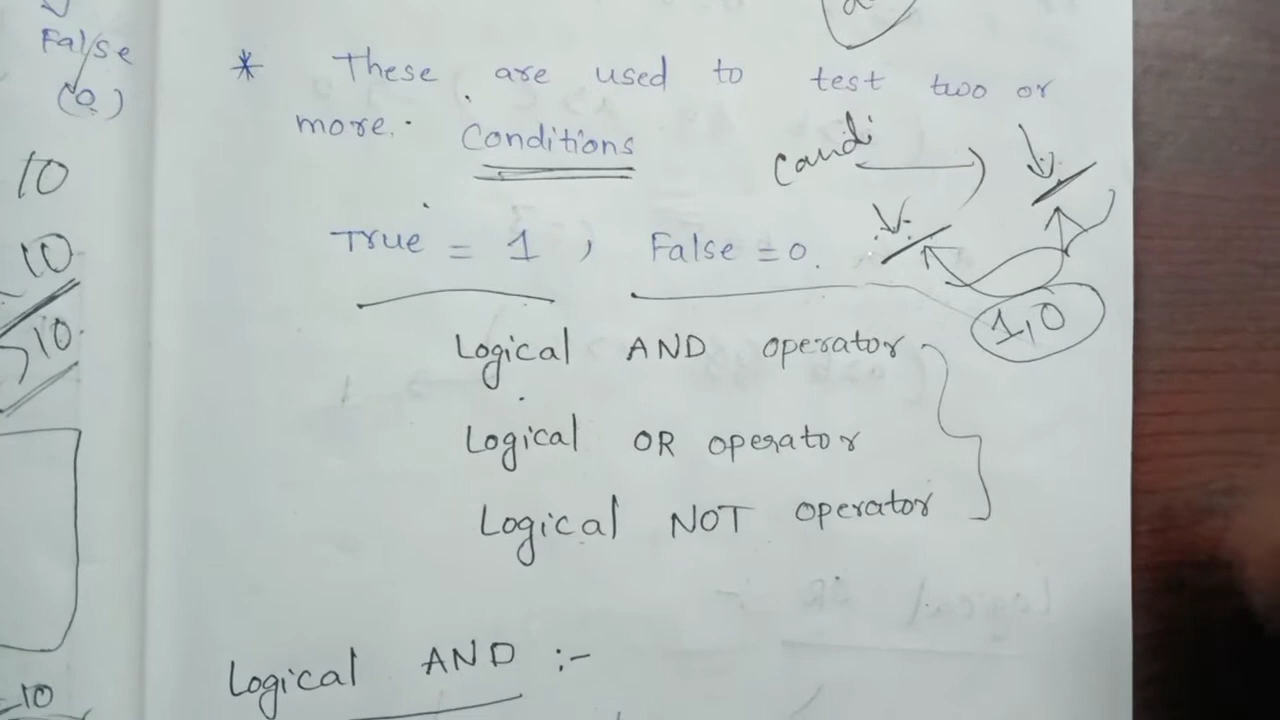 False
(0)
10
10
>10
-10
* These are used to test two or
more. Conditions
Condi
True = 1 , False = 0.
1,0
Logical AND operator
Logical OR operator
Logical NOT operator
Logical AND :-